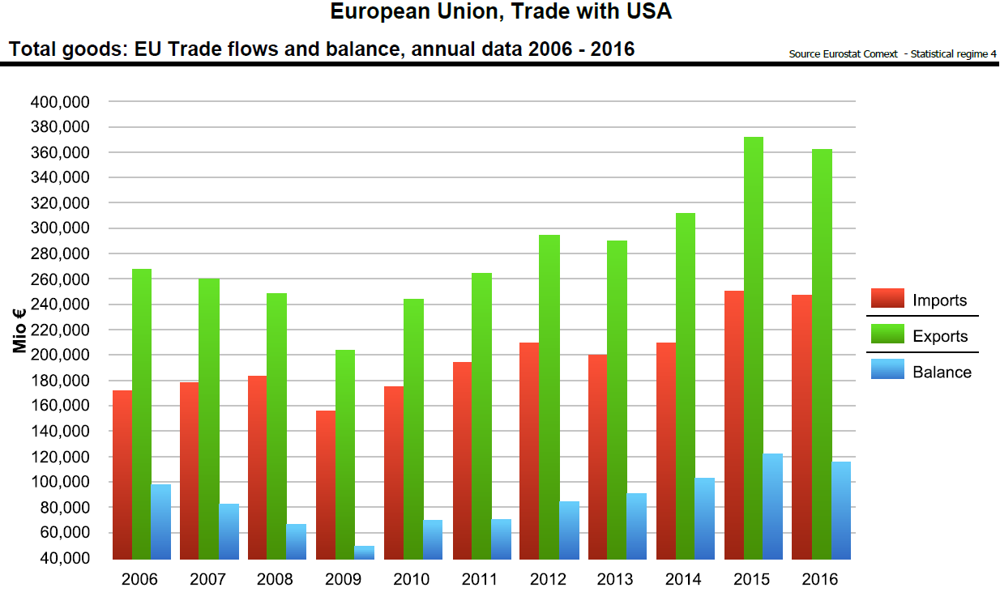 European Union, Trade with USA
Total goods: EU Trade flows and balance, annual data 2006 - 2016
Source Eurostat Comext - Statistical regime 4
400,000
380,000
360,000
340,000
320,000
300,000
280,000
260,000
240,000
220,000
200,000
180,000
160,000
140,000
120,000
100,000
80,000
60,000
40,000
Mio €
2006 2007 2008 2009 2010 2011 2012 2013 2014 2015 2016
Imports
Exports
Balance